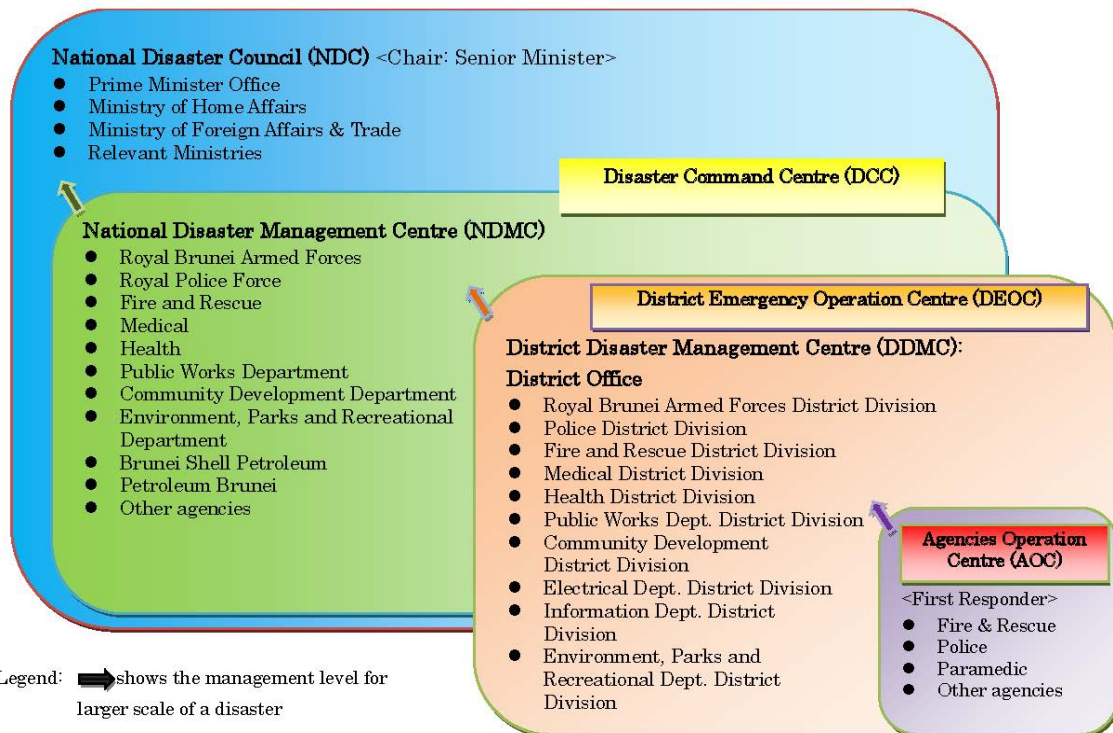 National Disaster Council (NDC) <Chair: Senior Minister>
● Prime Minister Office
● Ministry of Home Affairs
● Ministry of Foreign Affairs & Trade
● Relevant Ministries
Disaster Command Centre (DCC)
National Disaster Management Centre (NDMC)
● Royal Brunei Armed Forces
● Royal Police Force
● Fire and Rescue
● Medical
● Health
● Public Works Department
● Community Development Department
● Environment, Parks and Recreational
Department
● Brunei Shell Petroleum
● Petroleum Brunei
● Other agencies
District Emergency Operation Centre (DEOC)
District Disaster Management Centre (DDMC):
District Office
● Royal Brunei Armed Forces District Division
● Police District Division
● Fire and Rescue District Division
● Medical District Division
● Health District Division
● Public Works Dept. District Division
● Community Development
District Division
● Electrical Dept. District Division
● Information Dept. District
Division
● Environment, Parks and
Recreational Dept. District
Division
Agencies Operation
Centre (AOC)
<First Responder>
● Fire & Rescue
● Police
● Paramedic
● Other agencies
Legend: shows the management level for
larger scale of a disaster